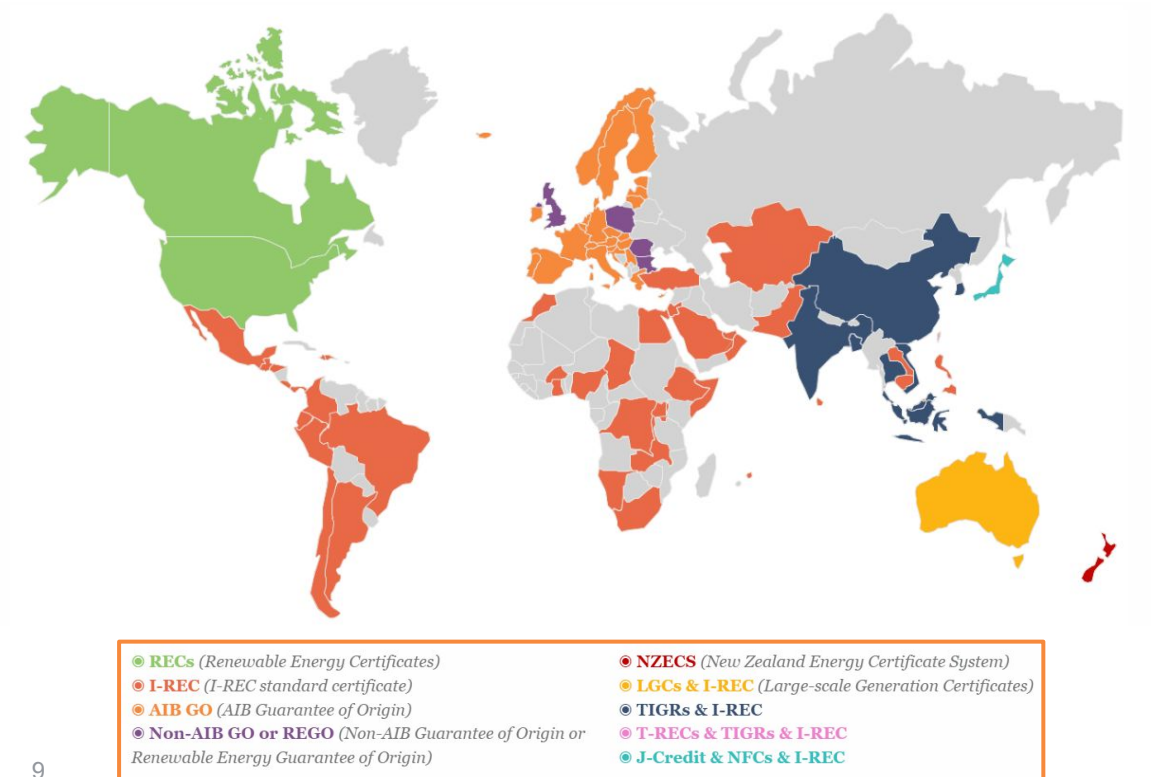 ◉ RECs (Renewable Energy Certificates)
◉ I-REC (I-REC standard certificate)
◉ AIB GO (AIB Guarantee of Origin)
◉ Non-AIB GO or REGO (Non-AIB Guarantee of Origin or
Renewable Energy Guarantee of Origin)
◉ NZECS (New Zealand Energy Certificate System)
◉ LGCs & I-REC (Large-scale Generation Certificates)
◉ TIGRs & I-REC
◉ T-RECs & TIGRs & I-REC
◉ J-Credit & NFCs & I-REC
9